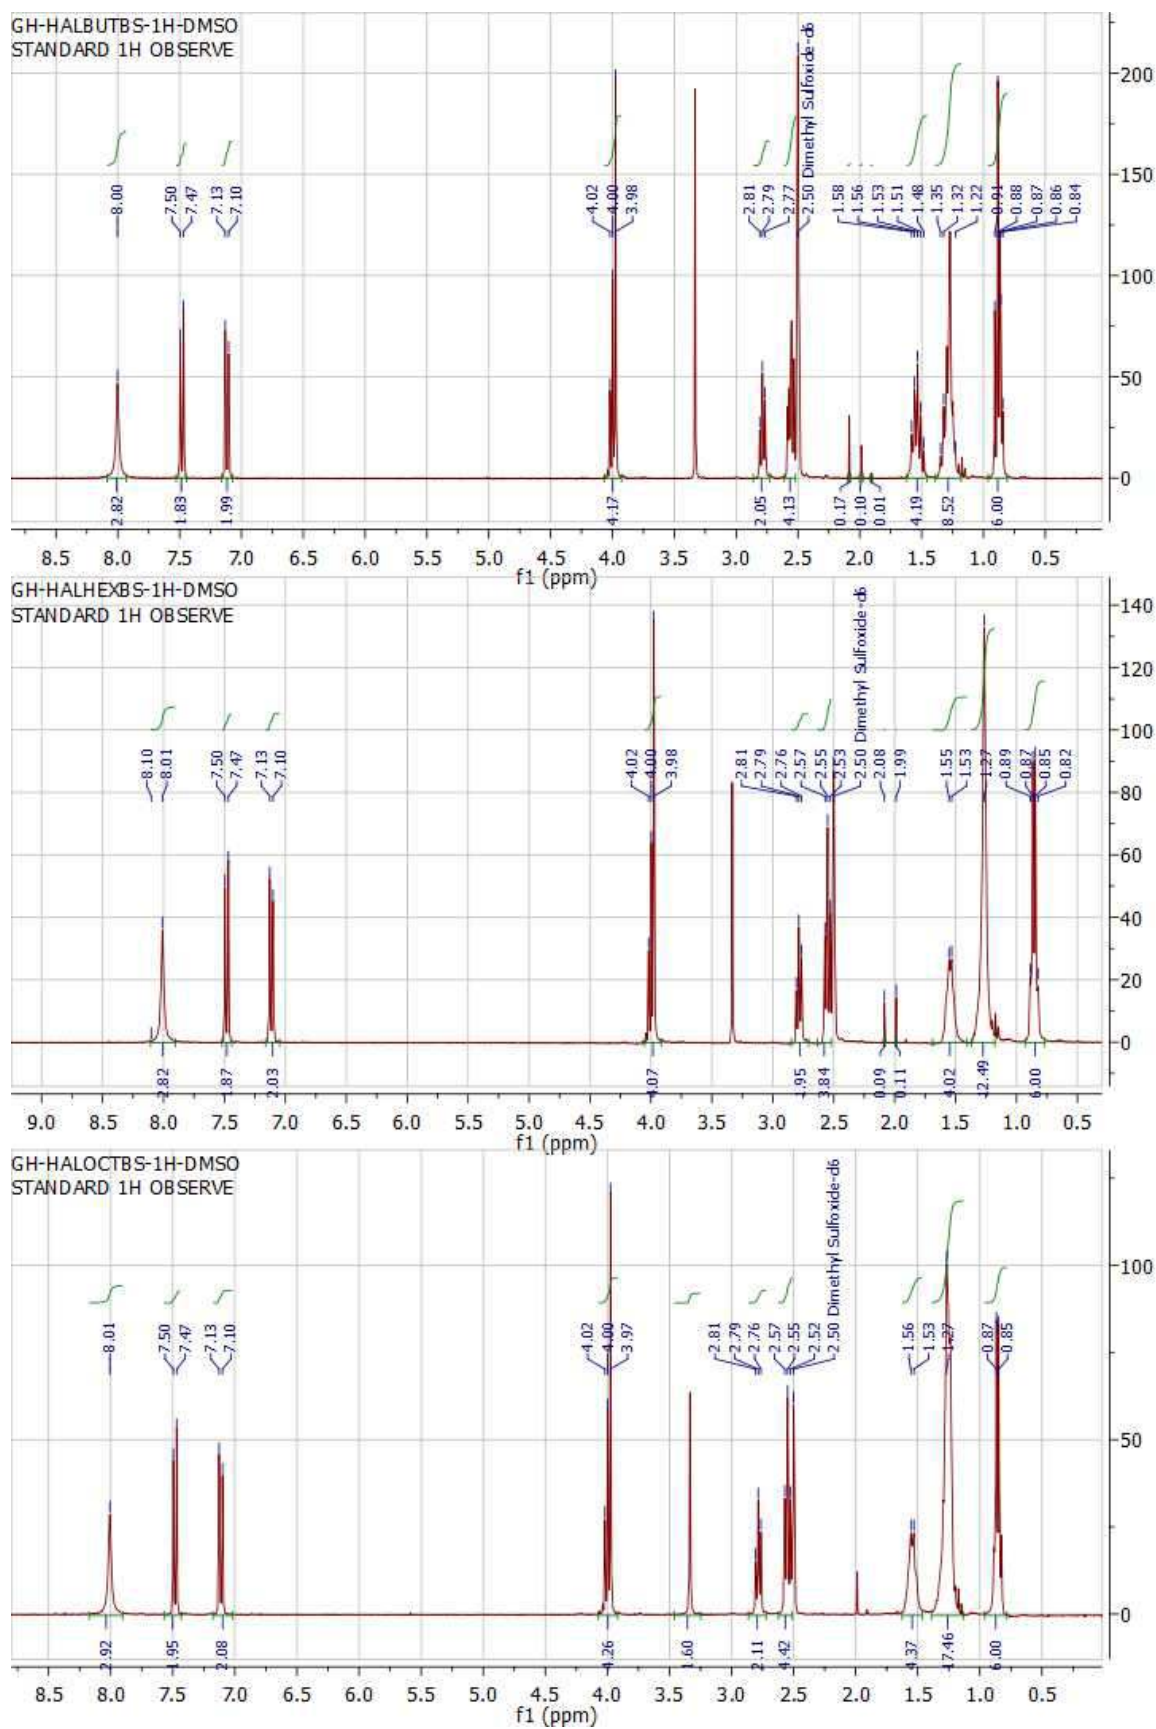 GH-HALBUTBS-1H-DMSO
STANDARD 1H OBSERVE
8.00 7.50 7.47 7.13 7.10 4.02 4.00 3.98 2.81 2.79 2.77 2.50 Dimethyl Sulfoxide-d6 1.58 1.56 1.53 1.51 1.48 1.35 1.32 1.22 0.91 0.88 0.87 0.86 0.84
200
150
100
50
0
2.82 1.83 1.99 4.17 2.05 4.13 0.17 0.10 0.01 4.19 8.52 6.00
8.5 8.0 7.5 7.0 6.5 6.0 5.5 5.0 4.5 4.0 3.5 3.0 2.5 2.0 1.5 1.0 0.5
f1 (ppm)
GH-HALHEXBS-1H-DMSO
STANDARD 1H OBSERVE
8.10 8.01 7.50 7.47 7.13 7.10 4.02 4.00 3.98 2.81 2.79 2.76 2.57 2.55 2.53 2.50 Dimethyl Sulfoxide-d6 2.08 1.99 1.55 1.53 1.27 0.89 0.87 0.85 0.82
140
120
100
80
60
40
20
0
2.82 1.87 2.03 4.07 1.95 3.84 0.09 0.11 4.02 12.49 6.00
9.0 8.5 8.0 7.5 7.0 6.5 6.0 5.5 5.0 4.5 4.0 3.5 3.0 2.5 2.0 1.5 1.0 0.5
f1 (ppm)
GH-HALOCTBS-1H-DMSO
STANDARD 1H OBSERVE
8.01 7.50 7.47 7.13 7.10 4.02 4.00 3.97 2.81 2.79 2.76 2.57 2.55 2.52 2.50 Dimethyl Sulfoxide-d6 1.56 1.53 1.27 0.87 0.85
100
50
0
2.92 1.95 2.08 4.26 1.60 2.11 4.42 4.37 17.46 6.00
8.5 8.0 7.5 7.0 6.5 6.0 5.5 5.0 4.5 4.0 3.5 3.0 2.5 2.0 1.5 1.0 0.5
f1 (ppm)